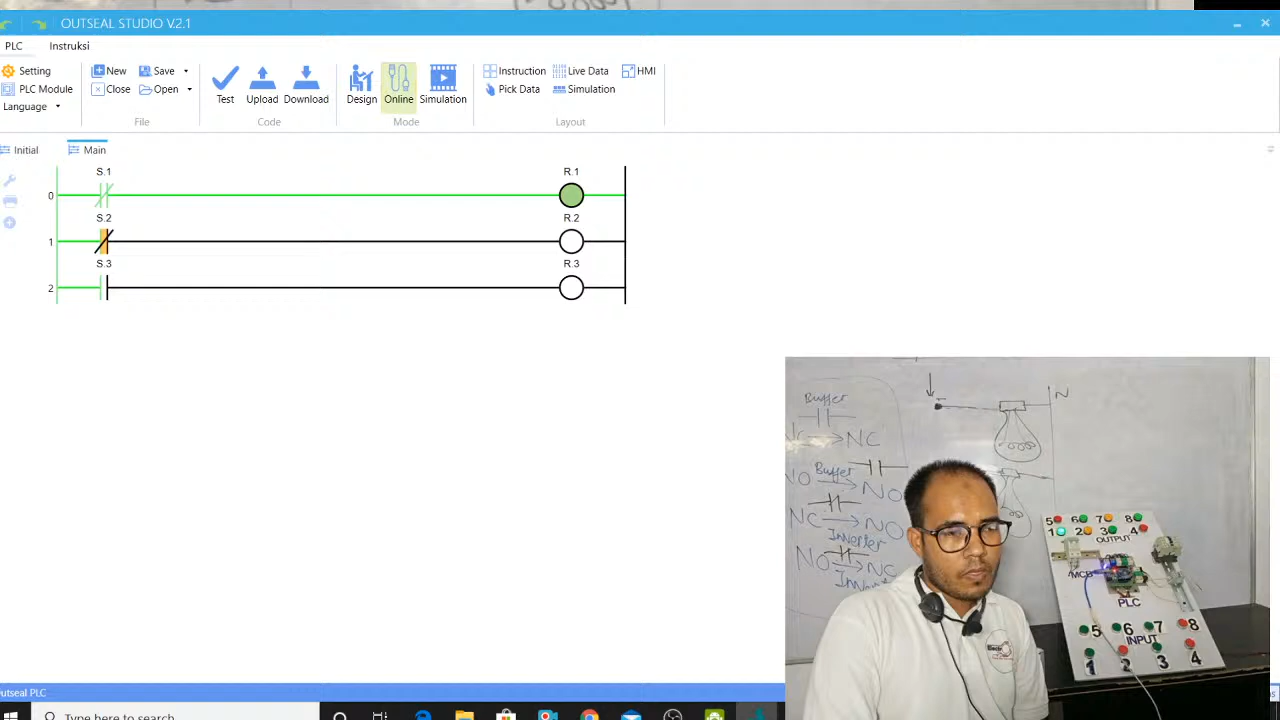 OUTSEAL STUDIO V.2.1
PLC Instruksi
Setting
PLC Module
Language
New Save
Close Open
File
Test Upload Download
Code
Design Online Simulation
Mode
Instruction Live Data HMI
Pick Data Simulation
Layout
Initial Main
S.1 R.1
0
S.2 R.2
1
S.3 R.3
2
Buffer
NC
N
NO Buffer NO
NC NO
Inverter
NO NC
5 6 7 8
1 2 3 4
OUTPUT
MCB
PLC
5 6 7 8
INPUT
1 2 3 4
Electro
utseal PLC
Type here to search